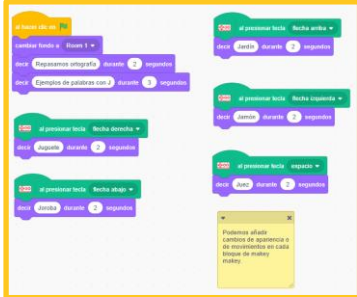 al hacer clic en
cambiar fondo a Room 1
decir Repasamos ortografía durante 2 segundos
decir Ejemplos de palabras con J durante 3 segundos
al presionar tecla flecha derecha
decir Juguete durante 2 segundos
al presionar tecla flecha abajo
decir Joroba durante 2 segundos
al presionar tecla flecha arriba
decir Jardín durante 2 segundos
al presionar tecla flecha izquierda
decir Jamón durante 2 segundos
al presionar tecla espacio
decir Juez durante 2 segundos
Podemos añadir
cambios de apariencia o
de movimientos en cada
bloque de makey
makey.